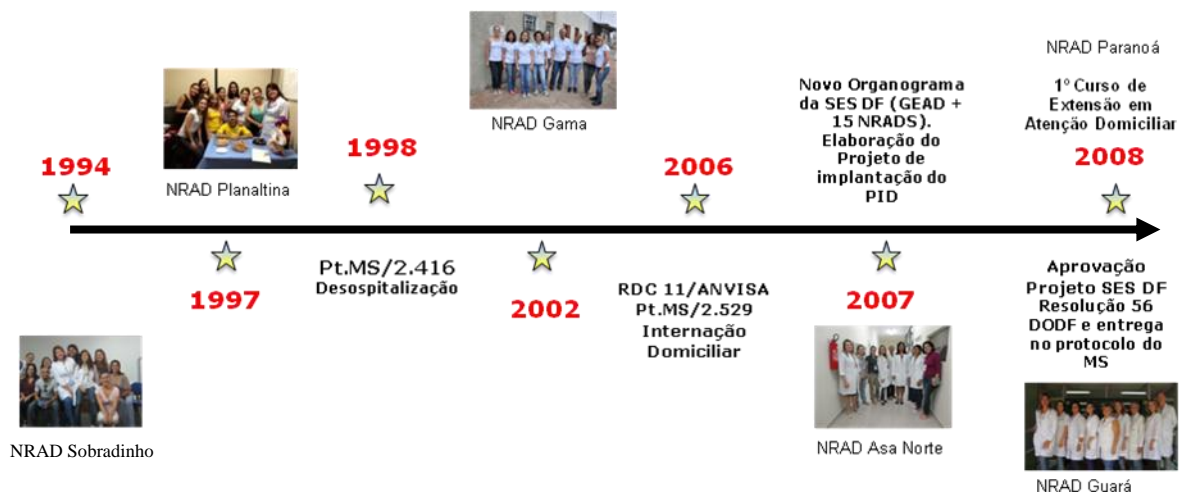 1994
NRAD Sobradinho
NRAD Planaltina
1997
1998
Pt.MS/2.416
Desospitalização
NRAD Gama
2002
2006
RDC 11/ANVISA
Pt.MS/2.529
Internação
Domiciliar
Novo Organograma
da SES DF (GEAD +
15 NRADS).
Elaboração do
Projeto de
implantação do
PID
2007
NRAD Asa Norte
NRAD Paranoá
1º Curso de
Extensão em
Atenção Domiciliar
2008
Aprovação
Projeto SES DF
Resolução 56
DODF e entrega
no protocolo do
MS
NRAD Guará